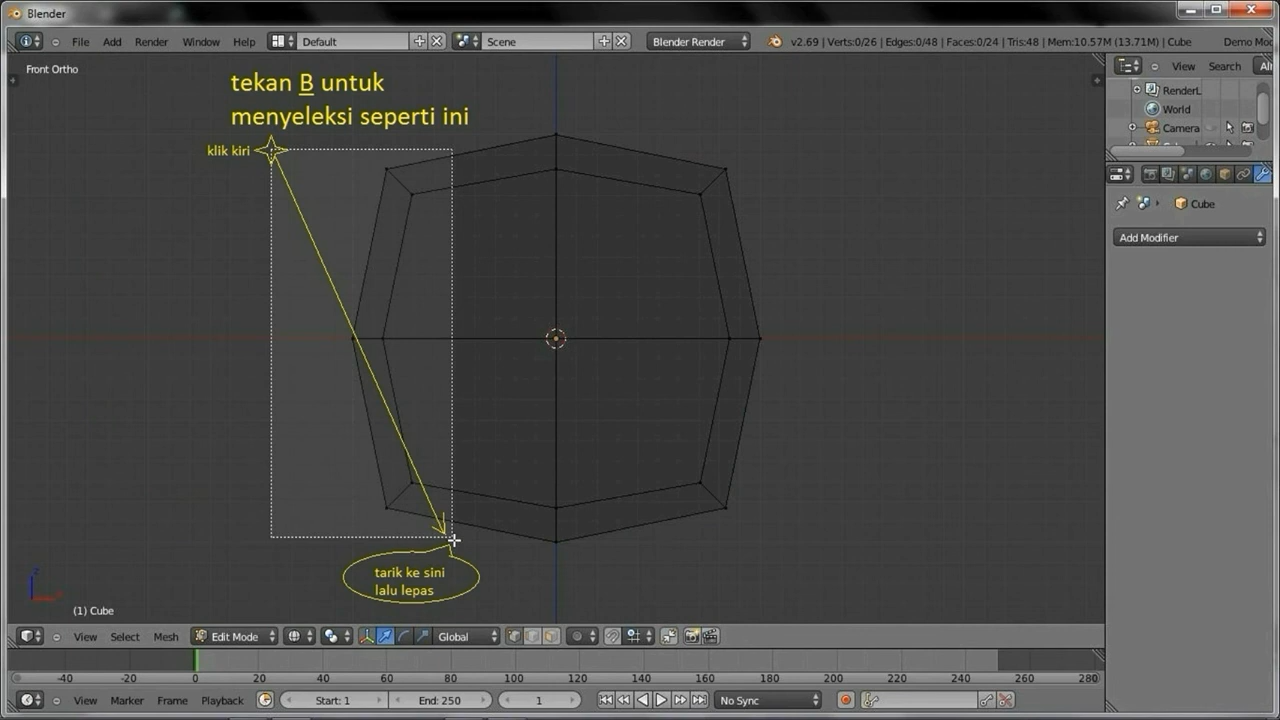 Blender
File Add Render Window Help Default Scene Blender Render v2.69 | Verts:0/26 | Edges:0/48 | Faces:0/24 | Tris:48 | Mem:10.57M (13.71M) | Cube Demo Mo
Front Ortho
View Search Al
tekan B untuk
menyeleksi seperti ini
klik kiri
RenderL
World
Camera
Cube
Add Modifier
tarik ke sini
lalu lepas
z
(1) Cube
View Select Mesh Edit Mode Global
-40 -20 0 20 40 60 80 100 120 140 160 180 200 220 240 260 280
View Marker Frame Playback Start: 1 End: 250 1 No Sync